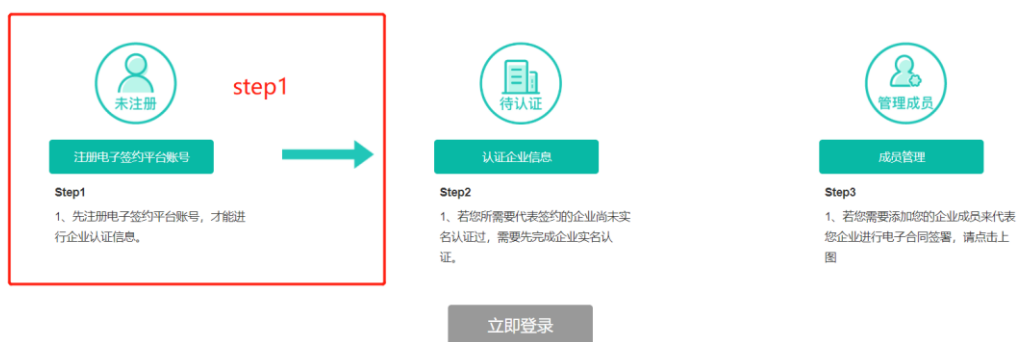 未注册
step1
注册电子签约平台账号
Step1
1、先注册电子签约平台账号，才能进
行企业认证信息。
待认证
认证企业信息
Step2
1、若您所需要代表签约的企业尚未实
名认证过，需要先完成企业实名认
证。
管理成员
成员管理
Step3
1、若您需要添加您的企业成员来代表
您企业进行电子合同签署，请点击上
图
立即登录